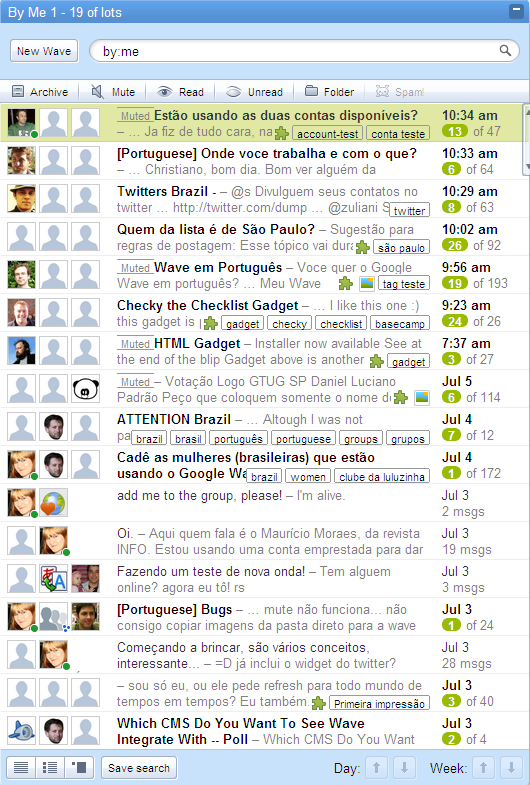 By Me 1 - 19 of lots
New Wave
by:me
Archive Mute Read Unread Folder Spam!
Muted Estão usando as duas contas disponíveis? 10:34 am
– … Ja fiz de tudo cara, na account-test conta teste 13 of 47
[Portuguese] Onde voce trabalha e com o que? 10:33 am
– … Christiano, bom dia. Bom ver alguém da 6 of 64
Twitters Brazil - – @s Divulguem seus contatos no 10:29 am
twitter … http://twitter.com/dump … @zuliani S twitter 8 of 63
Quem da lista é de São Paulo? – Sugestão para 10:02 am
regras de postagem: Esse tópico vai dura são paulo 26 of 92
Muted Wave em Português – Voce quer o Google 9:56 am
Wave em português? … Meu Wave tag teste 19 of 193
Checky the Checklist Gadget – … I like this one :) 9:23 am
this gadget is gadget checky checklist basecamp 24 of 26
Muted HTML Gadget – Installer now available See at 7:37 am
the end of the blip Gadget above is another gadget 3 of 27
Muted – Votação Logo GTUG SP Daniel Luciano Jul 5
Padrão Peço que coloquem somente o nome d 6 of 114
ATTENTION Brazil – … Altough I was not Jul 4
pa brazil brasil português portuguese groups grupos 7 of 12
Cadê as mulheres (brasileiras) que estão Jul 4
usando o Google Wa brazil women clube da luluzinha 1 of 172
add me to the group, please! – I'm alive. Jul 3
2 msgs
Oi. – Aqui quem fala é o Maurício Moraes, da revista Jul 3
INFO. Estou usando uma conta emprestada para dar 19 msgs
Fazendo um teste de nova onda! – Tem alguem Jul 3
online? agora eu tô! rs 3 msgs
[Portuguese] Bugs – … mute não funciona... não Jul 3
consigo copiar imagens da pasta direto para a wave 1 of 24
Começando a brincar, são vários conceitos, Jul 3
interessante... – =D já inclui o widget do twitter? 28 msgs
– sou só eu, ou ele pede refresh para todo mundo de Jul 3
tempos em tempos? Eu também Primeira impressão 3 of 40
Which CMS Do You Want To See Wave Jul 3
Integrate With -- Poll – Which CMS Do You Want 2 of 4
Save search Day: Week: